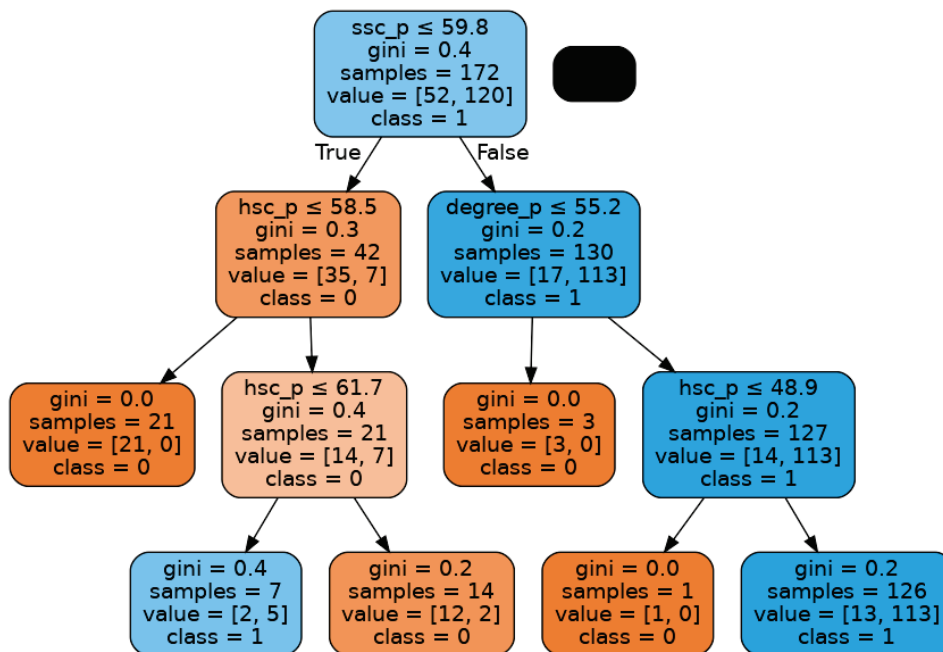 ssc_p ≤ 59.8
gini = 0.4
samples = 172
value = [52, 120]
class = 1
True
False
hsc_p ≤ 58.5
gini = 0.3
samples = 42
value = [35, 7]
class = 0
degree_p ≤ 55.2
gini = 0.2
samples = 130
value = [17, 113]
class = 1
gini = 0.0
samples = 21
value = [21, 0]
class = 0
hsc_p ≤ 61.7
gini = 0.4
samples = 21
value = [14, 7]
class = 0
gini = 0.0
samples = 3
value = [3, 0]
class = 0
hsc_p ≤ 48.9
gini = 0.2
samples = 127
value = [14, 113]
class = 1
gini = 0.4
samples = 7
value = [2, 5]
class = 1
gini = 0.2
samples = 14
value = [12, 2]
class = 0
gini = 0.0
samples = 1
value = [1, 0]
class = 0
gini = 0.2
samples = 126
value = [13, 113]
class = 1